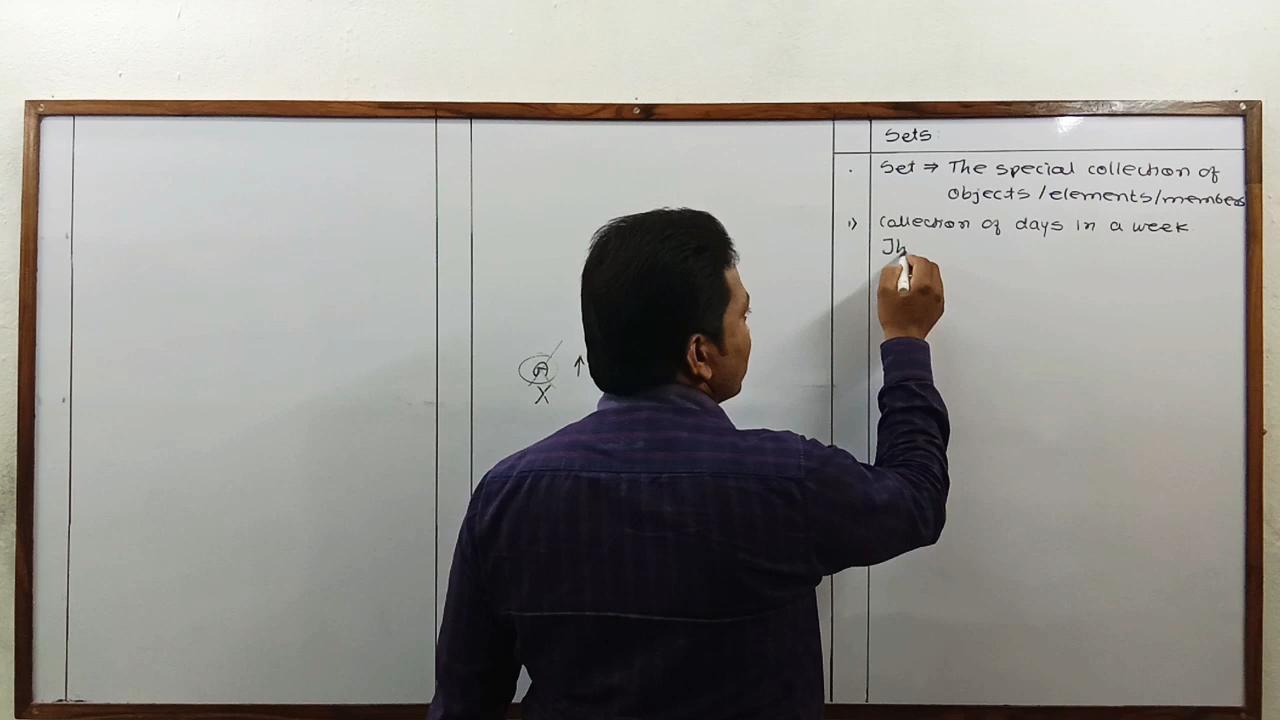 Sets
. Set ⇒ The special collection of
objects / elements / members
1) Collection of days in a week
Th
A ↑
X